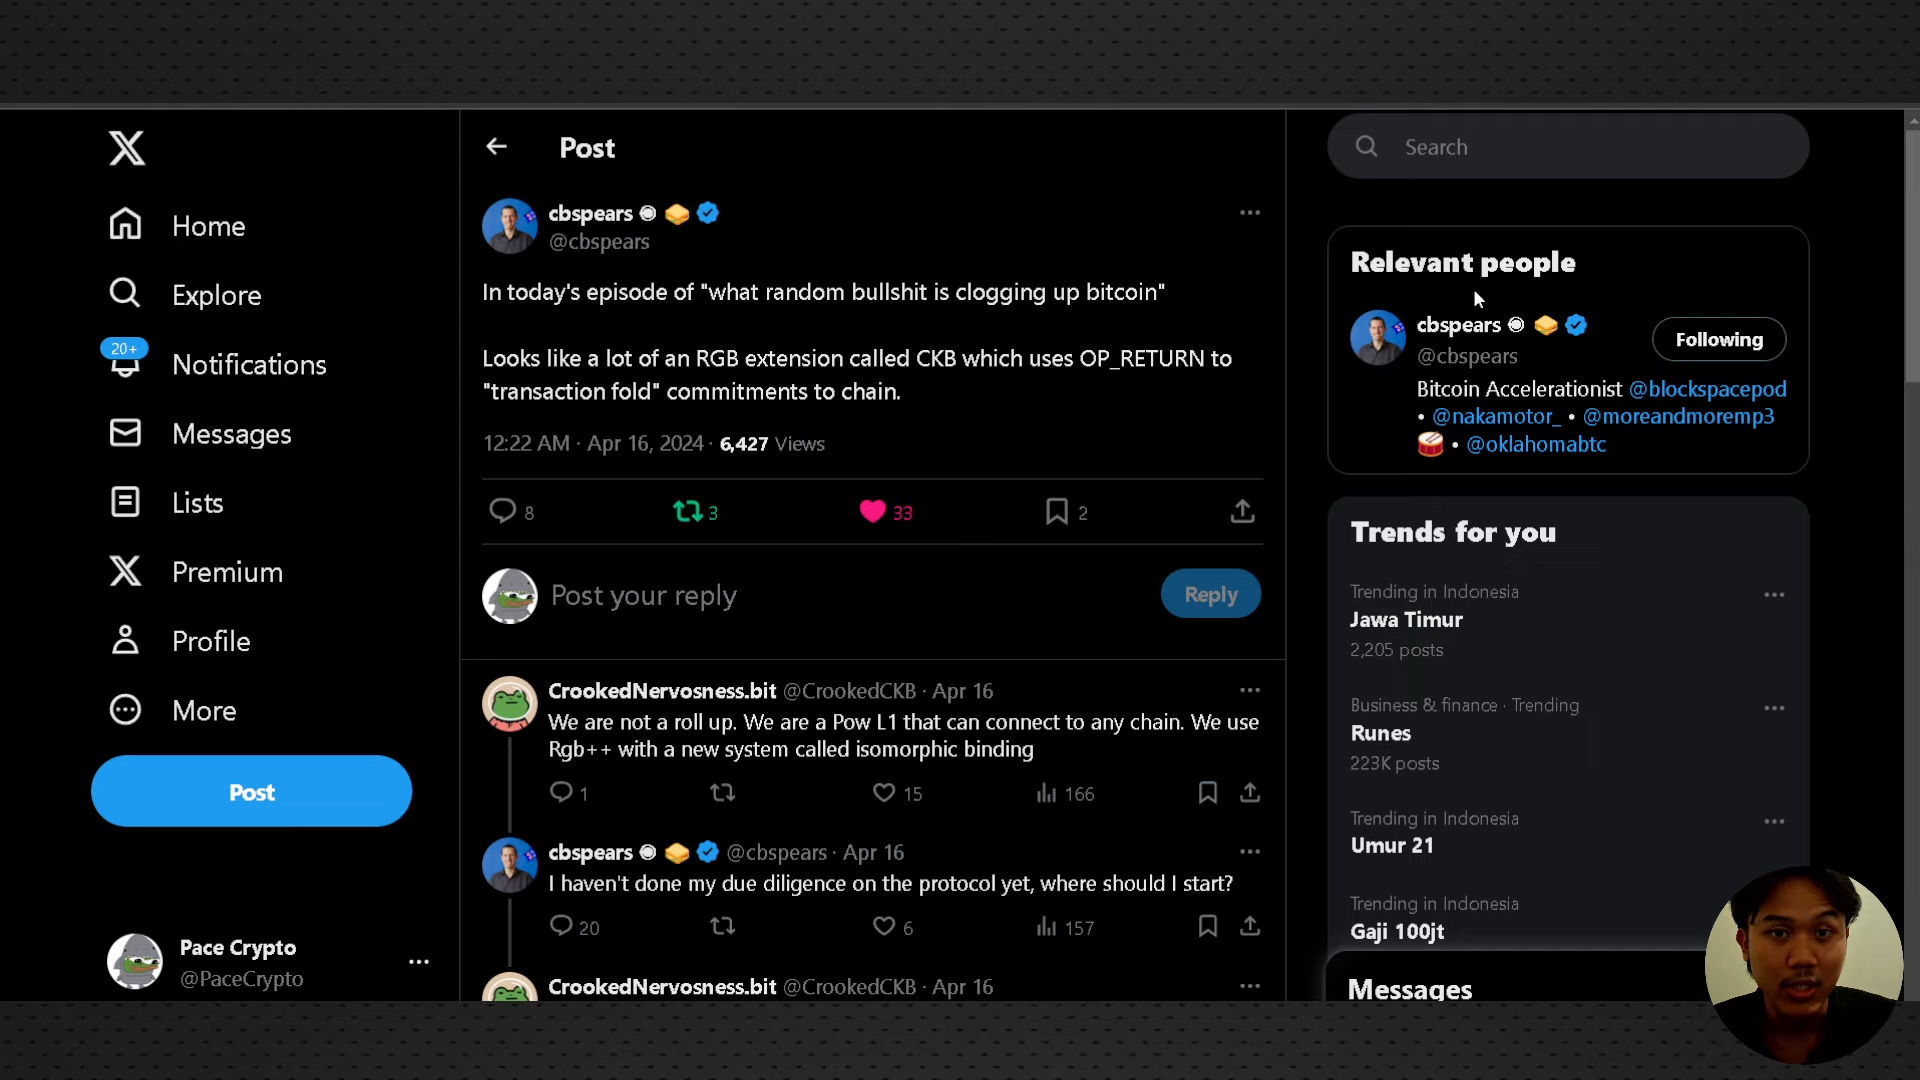 Post
Search
Home
Explore
20+
Notifications
Messages
Lists
Premium
Profile
More
Post
Pace Crypto
@PaceCrypto
cbspears
@cbspears
In today's episode of "what random bullshit is clogging up bitcoin"
Looks like a lot of an RGB extension called CKB which uses OP_RETURN to
"transaction fold" commitments to chain.
12:22 AM · Apr 16, 2024 · 6,427 Views
8 3 33 2
Post your reply
Reply
CrookedNervosness.bit @CrookedCKB · Apr 16
We are not a roll up. We are a Pow L1 that can connect to any chain. We use
Rgb++ with a new system called isomorphic binding
1 15 166
cbspears @cbspears · Apr 16
I haven't done my due diligence on the protocol yet, where should I start?
20 6 157
CrookedNervosness.bit @CrookedCKB · Apr 16
Relevant people
cbspears
@cbspears
Following
Bitcoin Accelerationist @blockspacepod
• @nakamotor_ • @moreandmoremp3
• @oklahomabtc
Trends for you
Trending in Indonesia
Jawa Timur
2,205 posts
Business & finance · Trending
Runes
223K posts
Trending in Indonesia
Umur 21
Trending in Indonesia
Gaji 100jt
Messages